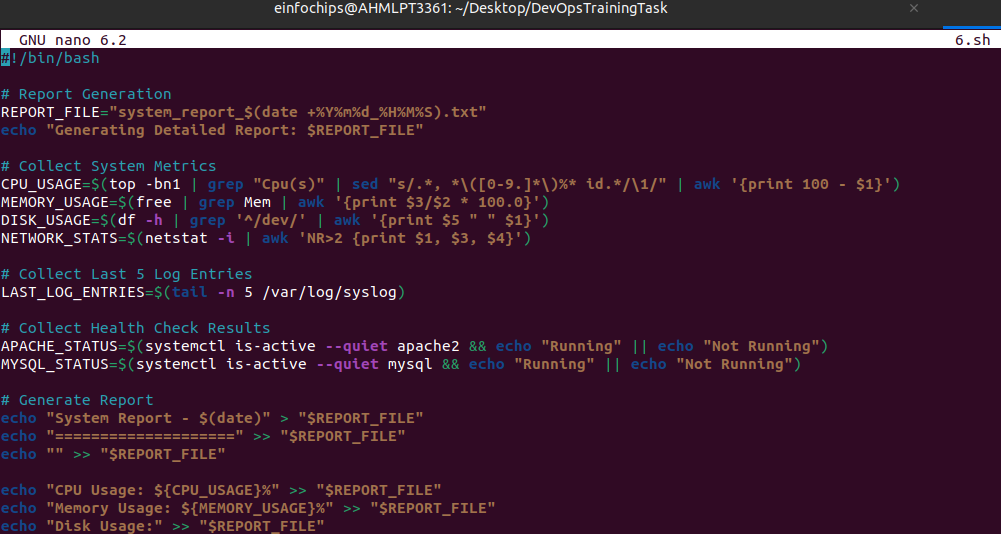 einfochips@AHMLPT3361: ~/Desktop/DevOpsTrainingTask ×
GNU nano 6.2 6.sh
#!/bin/bash

# Report Generation
REPORT_FILE="system_report_$(date +%Y%m%d_%H%M%S).txt"
echo "Generating Detailed Report: $REPORT_FILE"

# Collect System Metrics
CPU_USAGE=$(top -bn1 | grep "Cpu(s)" | sed "s/.*, *\([0-9.]*\)%* id.*/\1/" | awk '{print 100 - $1}')
MEMORY_USAGE=$(free | grep Mem | awk '{print $3/$2 * 100.0}')
DISK_USAGE=$(df -h | grep '^/dev/' | awk '{print $5 " " $1}')
NETWORK_STATS=$(netstat -i | awk 'NR>2 {print $1, $3, $4}')

# Collect Last 5 Log Entries
LAST_LOG_ENTRIES=$(tail -n 5 /var/log/syslog)

# Collect Health Check Results
APACHE_STATUS=$(systemctl is-active --quiet apache2 && echo "Running" || echo "Not Running")
MYSQL_STATUS=$(systemctl is-active --quiet mysql && echo "Running" || echo "Not Running")

# Generate Report
echo "System Report - $(date)" > "$REPORT_FILE"
echo "====================" >> "$REPORT_FILE"
echo "" >> "$REPORT_FILE"

echo "CPU Usage: ${CPU_USAGE}%" >> "$REPORT_FILE"
echo "Memory Usage: ${MEMORY_USAGE}%" >> "$REPORT_FILE"
echo "Disk Usage:" >> "$REPORT_FILE"